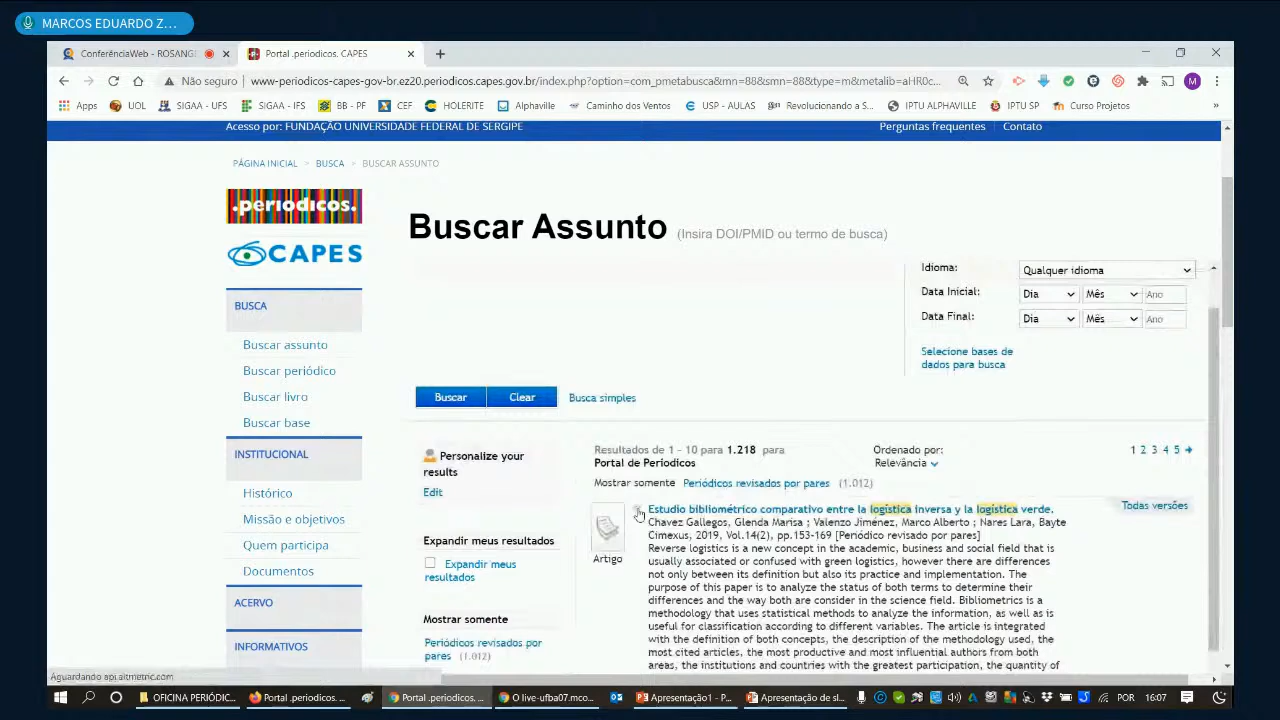 MARCOS EDUARDO Z...
ConferênciaWeb - ROSANG
Portal .periodicos. CAPES
Não seguro
www-periodicos-capes-gov-br.ez20.periodicos.capes.gov.br/index.php?option=com_pmetabusca&mn=88&smn=88&type=m&metalib=aHR0c...
Apps
UOL
SIGAA - UFS
SIGAA - IFS
BB - PF
CEF
HOLERITE
Alphaville
Caminho dos Ventos
USP - AULAS
Revolucionando a S...
IPTU ALPHAVILLE
IPTU SP
Curso Projetos
»
Acesso por: FUNDAÇÃO UNIVERSIDADE FEDERAL DE SERGIPE
Perguntas frequentes
Contato
PÁGINA INICIAL > BUSCA > BUSCAR ASSUNTO
.periodicos.
CAPES
Buscar Assunto (Insira DOI/PMID ou termo de busca)
Idioma: Qualquer idioma
Data Inicial: Dia Mês Ano
Data Final: Dia Mês Ano
Selecione bases de
dados para busca
BUSCA
Buscar assunto
Buscar periódico
Buscar livro
Buscar base
INSTITUCIONAL
Histórico
Missão e objetivos
Quem participa
Documentos
ACERVO
INFORMATIVOS
Buscar
Clear
Busca simples
Personalize your
results
Edit
Expandir meus resultados
Expandir meus
resultados
Mostrar somente
Periódicos revisados por
pares (1.012)
Resultados de 1 - 10 para 1.218 para
Portal de Periódicos
Ordenado por:
Relevância
1 2 3 4 5
Mostrar somente Periódicos revisados por pares (1.012)
Artigo
Todas versões
Estudio bibliométrico comparativo entre la logística inversa y la logística verde.
Chavez Gallegos, Glenda Marisa ; Valenzo Jiménez, Marco Alberto ; Nares Lara, Bayte
Cimexus, 2019, Vol.14(2), pp.153-169 [Periódico revisado por pares]
Reverse logistics is a new concept in the academic, business and social field that is
usually associated or confused with green logistics, however there are differences
not only between its definition but also its practice and implementation. The
purpose of this paper is to analyze the status of both terms to determine their
differences and the way both are consider in the science field. Bibliometrics is a
methodology that uses statistical methods to analyze the information, as well as is
useful for classification according to different variables. The article is integrated
with the definition of both concepts, the description of the methodology used, the
most cited articles, the most productive and most influential authors from both
areas, the institutions and countries with the greatest participation, the quantity of
Aguardando api.altmetric.com
OFICINA PERIÓDIC...
Portal .periodicos. ...
Portal .periodicos. ...
O live-ufba07.mco...
Apresentação1 - P...
Apresentação de sl...
POR
16:07